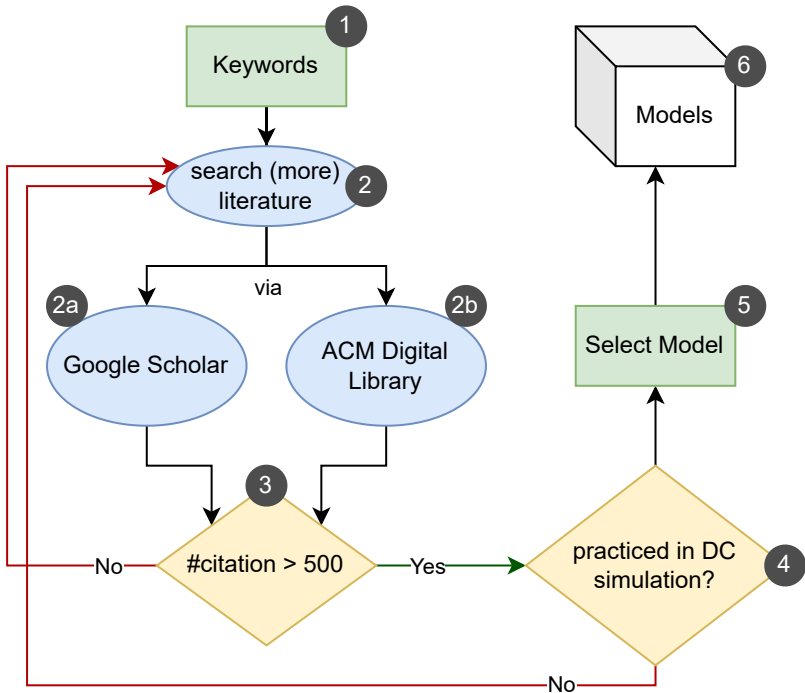 1
Keywords
search (more)
literature
2
via
2a
Google Scholar
2b
ACM Digital
Library
3
#citation > 500
No
Yes
practiced in DC
simulation?
4
No
5
Select Model
6
Models